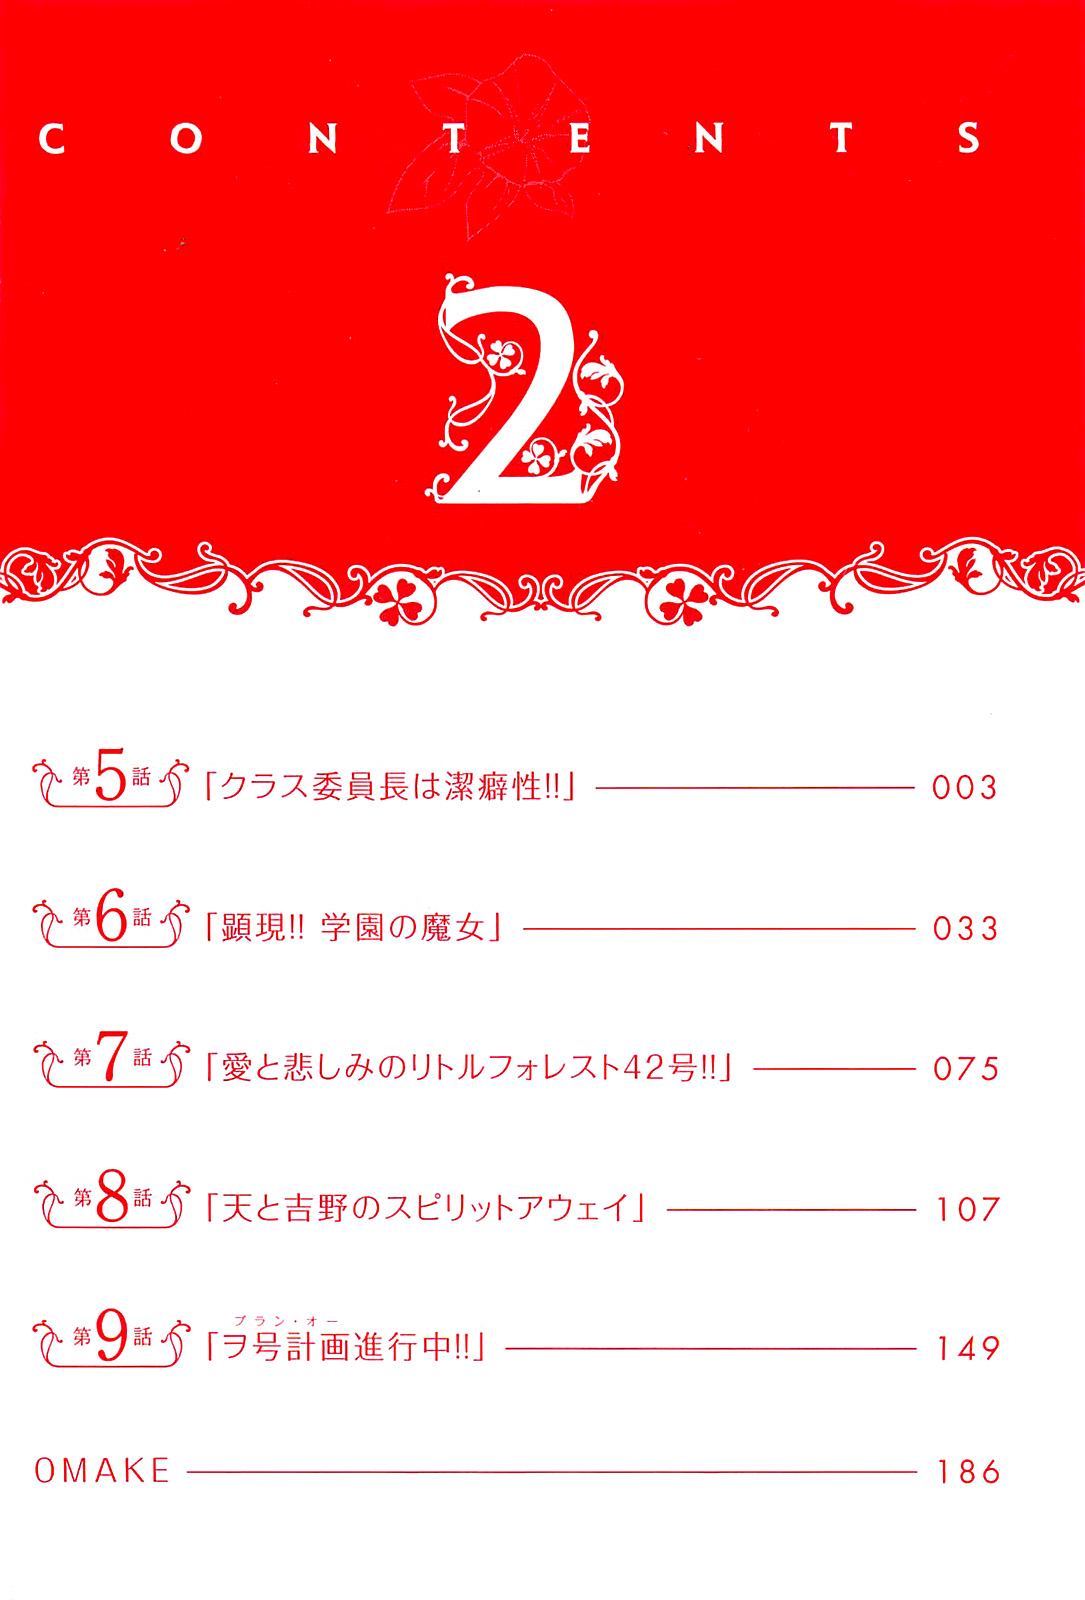 CONTENTS
2
第5話 「クラス委員長は潔癖性!!」 003
第6話 「顕現!! 学園の魔女」 033
第7話 「愛と悲しみのリトルフォレスト42号!!」 075
第8話 「天と吉野のスピリットアウェイ」 107
プラン・オー
第9話 「ヲ号計画進行中!!」 149
OMAKE 186